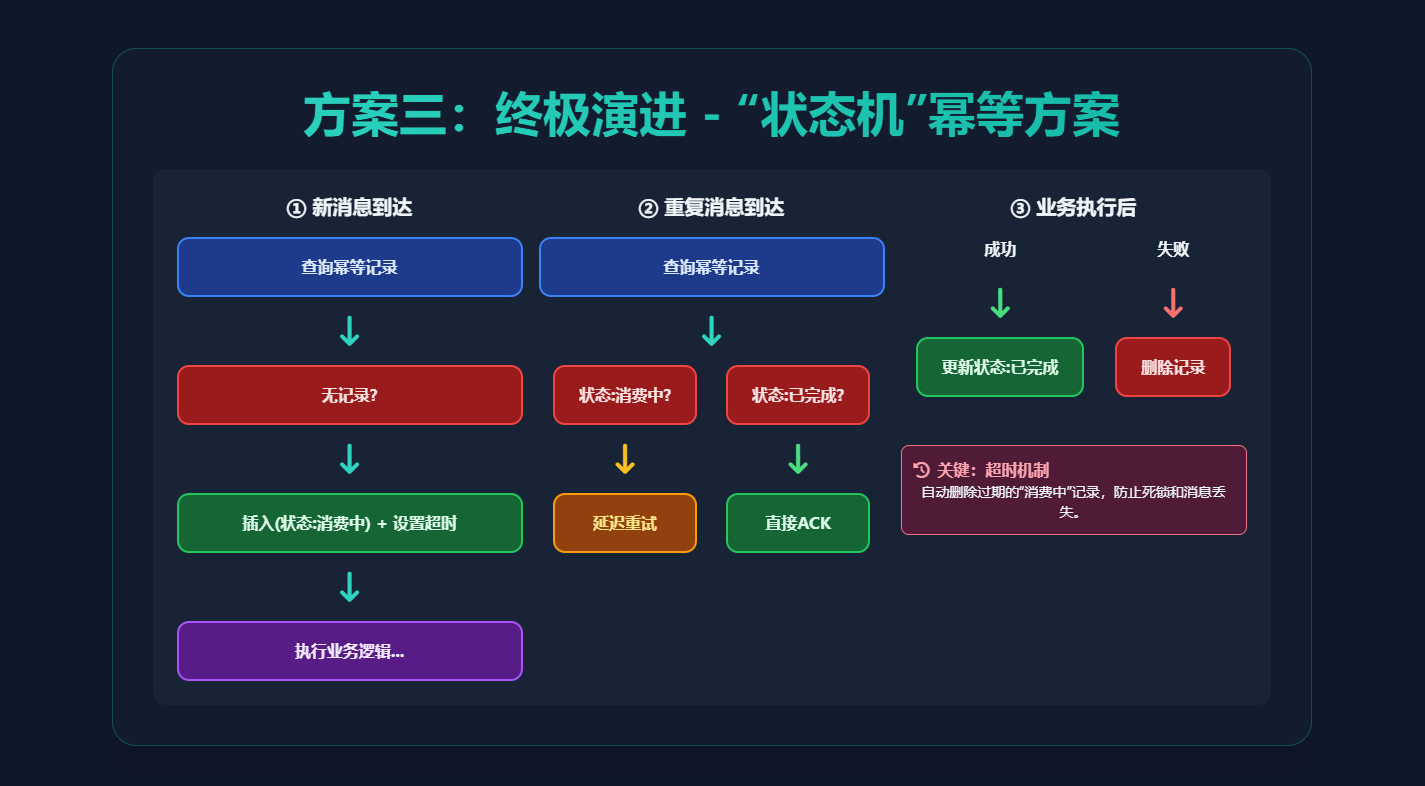 方案三：终极演进 - “状态机”幂等方案
① 新消息到达
查询幂等记录
无记录?
插入(状态:消费中) + 设置超时
执行业务逻辑...
② 重复消息到达
查询幂等记录
状态:消费中?
状态:已完成?
延迟重试
直接ACK
③ 业务执行后
成功
失败
更新状态:已完成
删除记录
关键：超时机制
自动删除过期的"消费中"记录，防止死锁和消息丢
失。